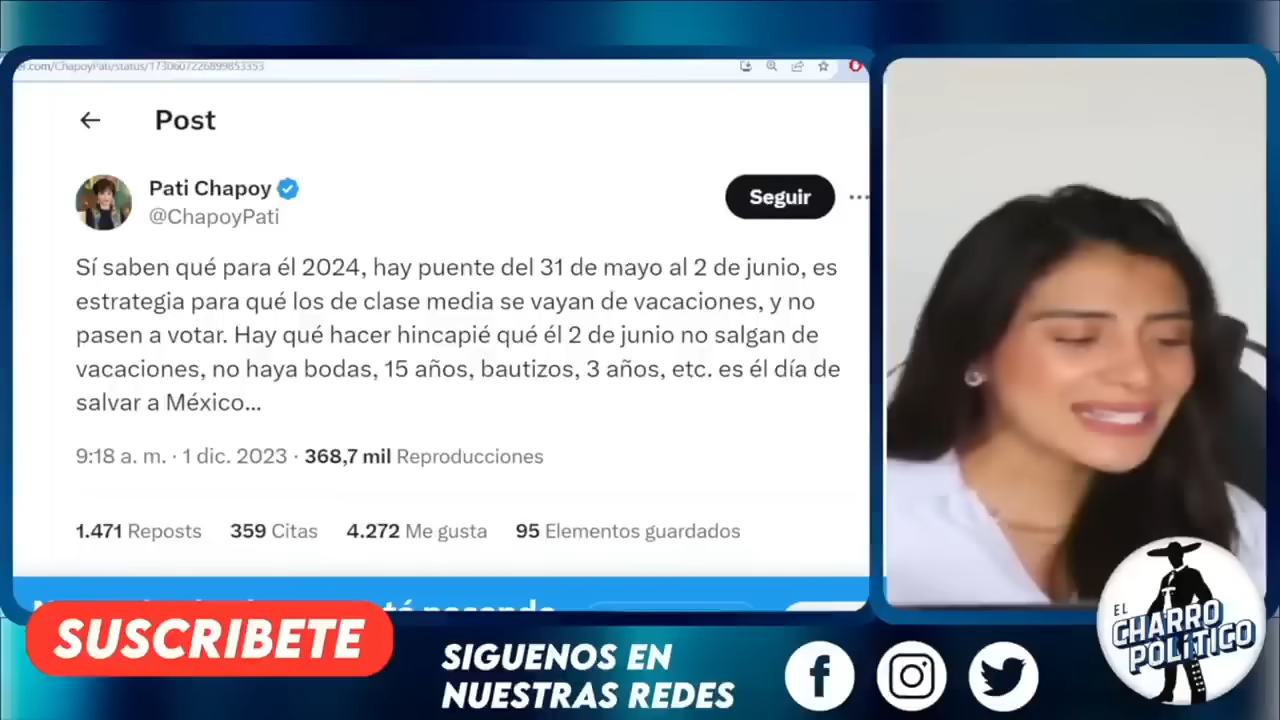 er.com/ChapoyPati/status/1730607226899853353
Post
Pati Chapoy
@ChapoyPati
Seguir
Sí saben qué para él 2024, hay puente del 31 de mayo al 2 de junio, es
estrategia para qué los de clase media se vayan de vacaciones, y no
pasen a votar. Hay qué hacer hincapié qué él 2 de junio no salgan de
vacaciones, no haya bodas, 15 años, bautizos, 3 años, etc. es él día de
salvar a México...
9:18 a. m. · 1 dic. 2023 · 368,7 mil Reproducciones
1.471 Reposts 359 Citas 4.272 Me gusta 95 Elementos guardados
SUSCRIBETE
SIGUENOS EN
NUESTRAS REDES
EL
CHARRO
POLÍTICO